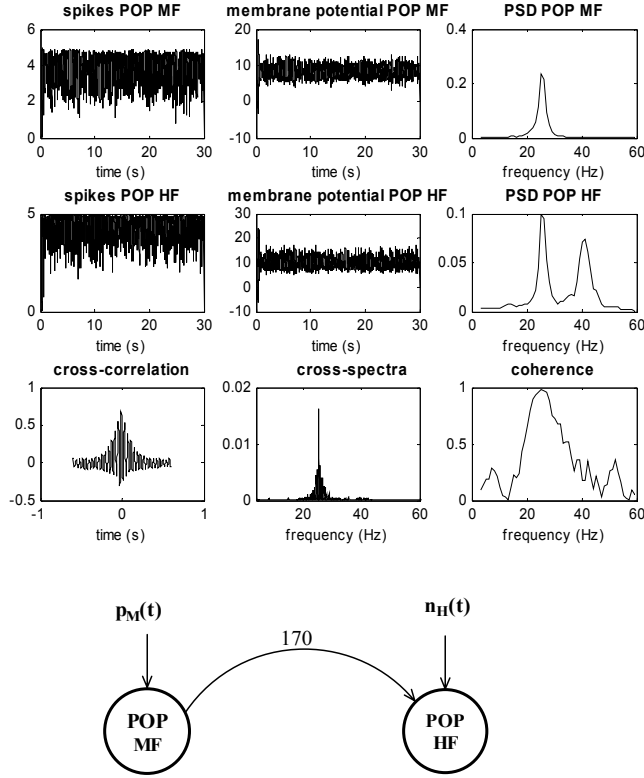 spikes POP MF
6
4
2
0
0 10 20 30
time (s)
membrane potential POP MF
20
10
0
-10
0 10 20 30
time (s)
PSD POP MF
0.4
0.2
0
0 20 40 60
frequency (Hz)
spikes POP HF
5
0
0 10 20 30
time (s)
membrane potential POP HF
30
20
10
0
-10
0 10 20 30
time (s)
PSD POP HF
0.1
0.05
0
0 20 40 60
frequency (Hz)
cross-correlation
1
0.5
0
-0.5
-1 0 1
time (s)
cross-spectra
0.02
0.01
0
20 40 60
frequency (Hz)
coherence
1
0.5
0
0 20 40 60
frequency (Hz)
p_M(t)
n_H(t)
170
POP
MF
POP
HF